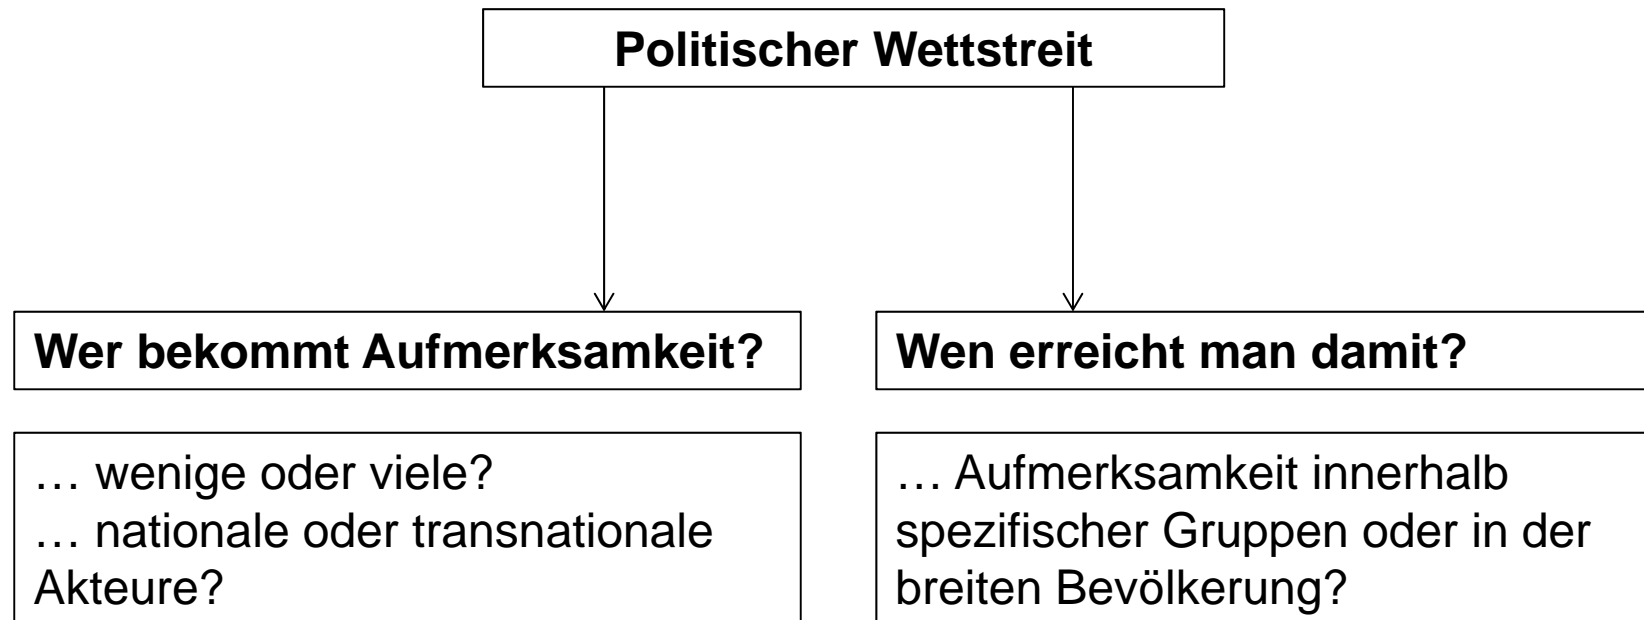 Politischer Wettstreit
Wer bekommt Aufmerksamkeit?
… wenige oder viele?
… nationale oder transnationale
Akteure?
Wen erreicht man damit?
… Aufmerksamkeit innerhalb
spezifischer Gruppen oder in der
breiten Bevölkerung?